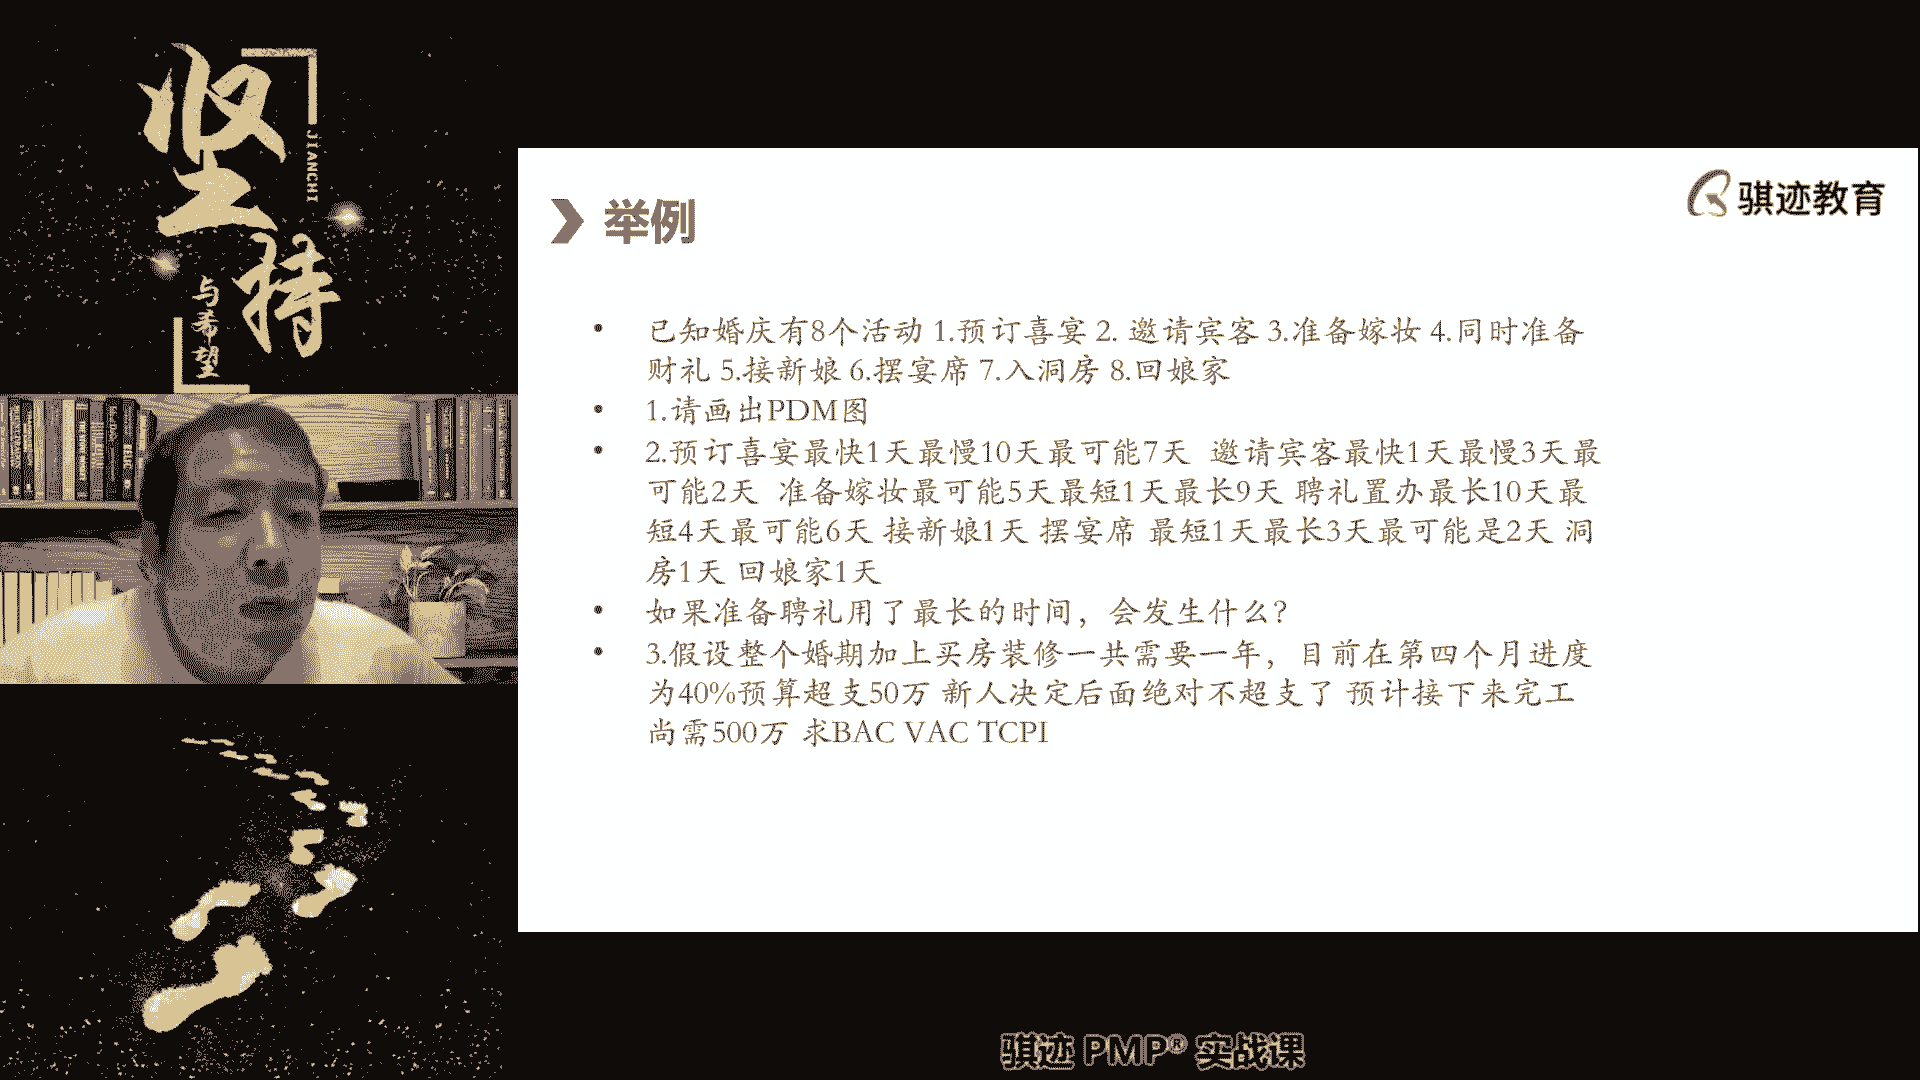 坚持
JIANCHI
与希望
骐迹教育
举例
• 已知婚庆有8个活动 1.预订喜宴 2. 邀请宾客 3.准备嫁妆 4.同时准备
财礼 5.接新娘 6.摆宴席 7.入洞房 8.回娘家
• 1.请画出PDM图
• 2.预订喜宴最快1天最慢10天最可能7天 邀请宾客最快1天最慢3天最
可能2天 准备嫁妆最可能5天最短1天最长9天 聘礼置办最长10天最
短4天最可能6天 接新娘1天 摆宴席 最短1天最长3天最可能是2天 洞
房1天 回娘家1天
• 如果准备聘礼用了最长的时间，会发生什么？
• 3.假设整个婚期加上买房装修一共需要一年，目前在第四个月进度
为40%预算超支50万 新人决定后面绝对不超支了 预计接下来完工
尚需500万 求BAC VAC TCPI
骐迹 PMP® 实战课